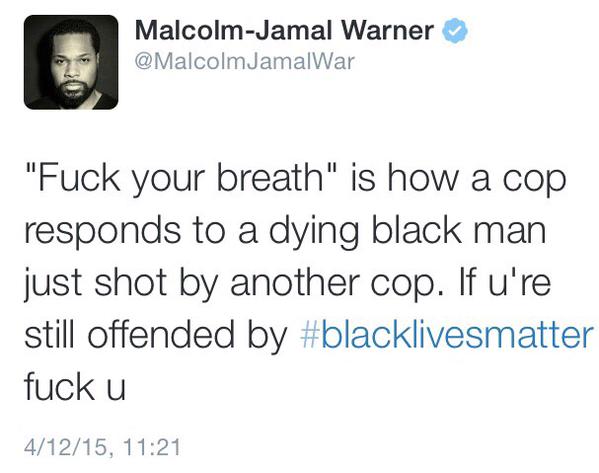 Malcolm-Jamal Warner
@MalcolmJamalWar
"Fuck your breath" is how a cop
responds to a dying black man
just shot by another cop. If u're
still offended by #blacklivesmatter
fuck u
4/12/15, 11:21